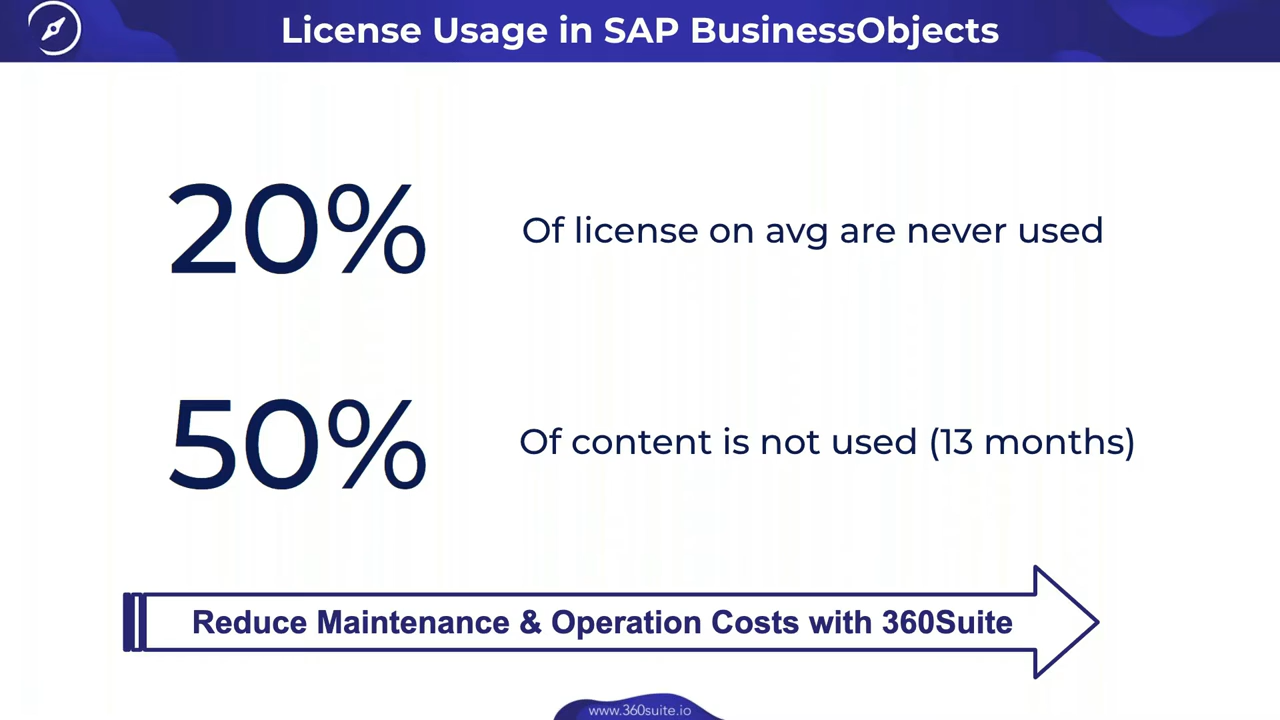 License Usage in SAP BusinessObjects
20%
Of license on avg are never used
50%
Of content is not used (13 months)
Reduce Maintenance & Operation Costs with 360Suite
www.360suite.io